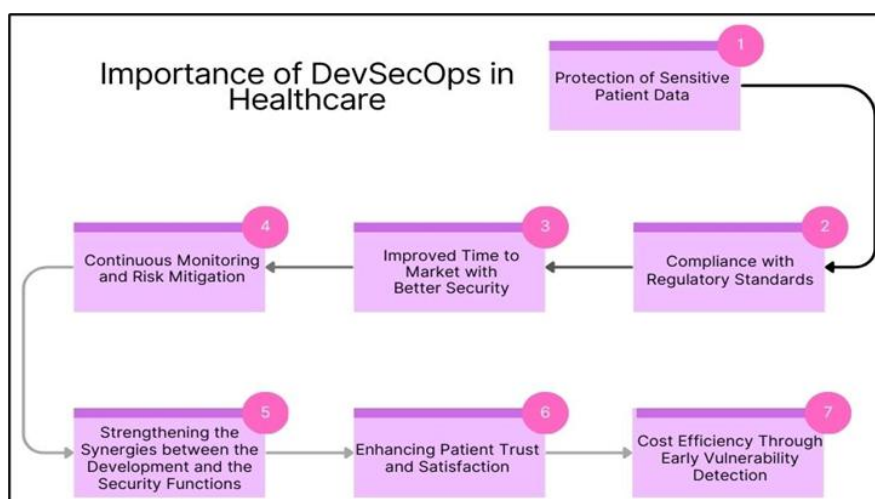 Importance of DevSecOps in
Healthcare
1
Protection of Sensitive
Patient Data
2
Compliance with
Regulatory Standards
3
Improved Time to
Market with
Better Security
4
Continuous Monitoring
and Risk Mitigation
5
Strengthening the
Synergies between the
Development and the
Security Functions
6
Enhancing Patient Trust
and Satisfaction
7
Cost Efficiency Through
Early Vulnerability
Detection